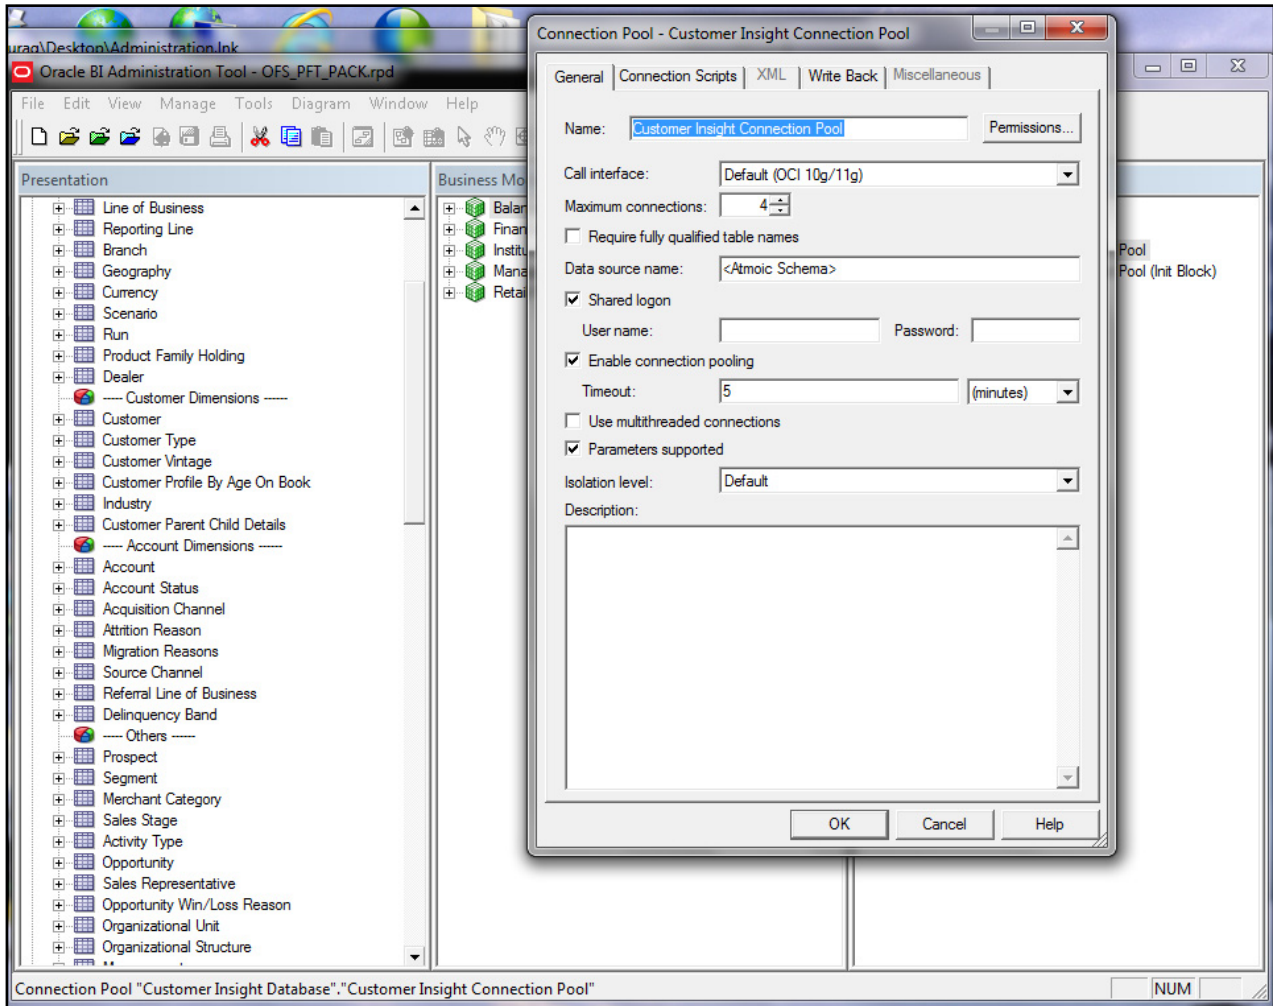 urag\Desktop\Administration.lnk
Oracle BI Administration Tool - OFS_PFT_PACK.rpd
File Edit View Manage Tools Diagram Window Help
Presentation
Line of Business
Reporting Line
Branch
Geography
Currency
Scenario
Run
Product Family Holding
Dealer
---- Customer Dimensions -----
Customer
Customer Type
Customer Vintage
Customer Profile By Age On Book
Industry
Customer Parent Child Details
---- Account Dimensions -----
Account
Account Status
Acquisition Channel
Attrition Reason
Migration Reasons
Source Channel
Referral Line of Business
Delinquency Band
---- Others -----
Prospect
Segment
Merchant Category
Sales Stage
Activity Type
Opportunity
Sales Representative
Opportunity Win/Loss Reason
Organizational Unit
Organizational Structure
Business Mo
Balan
Finan
Institu
Mana
Retai
Connection Pool - Customer Insight Connection Pool
General Connection Scripts XML Write Back Miscellaneous
Name: Customer Insight Connection Pool Permissions...
Call interface: Default (OCI 10g/11g)
Maximum connections: 4
Require fully qualified table names
Data source name: <Atmoic Schema>
Shared logon
User name: Password:
Enable connection pooling
Timeout: 5 (minutes)
Use multithreaded connections
Parameters supported
Isolation level: Default
Description:
OK Cancel Help
Pool
Pool (Init Block)
Connection Pool "Customer Insight Database"."Customer Insight Connection Pool"
NUM